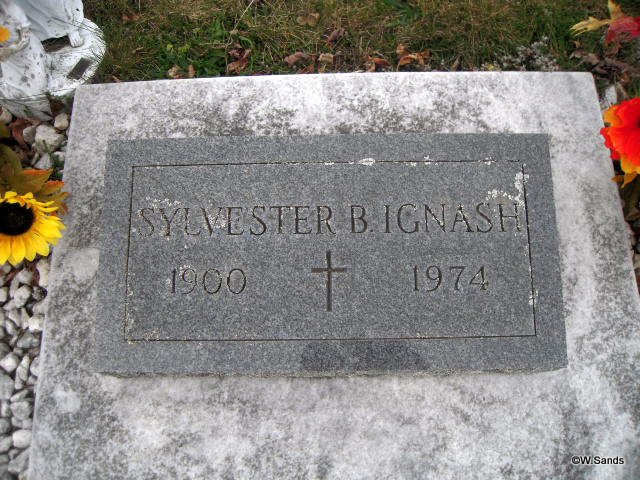 SYLVESTER B. IGNASH
1900 1974
©W.Sands